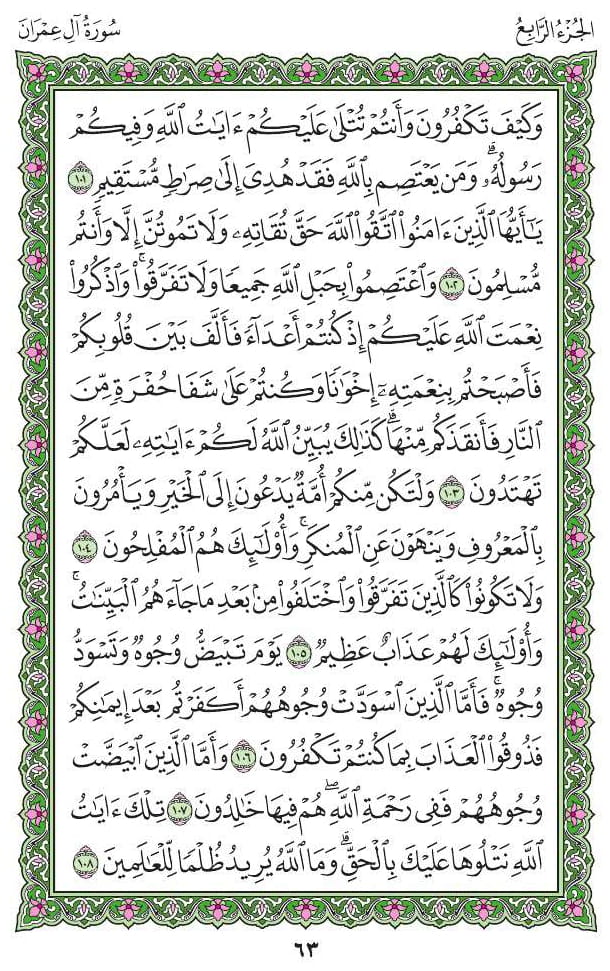 الجُزْءُ الرَّابِعُ
سُورَةُ آلِ عِمْرَانَ
وَكَيْفَ تَكْفُرُونَ وَأَنتُمْ تُتْلَىٰ عَلَيْكُمْ ءَايَٰتُ ٱللَّهِ وَفِيكُمْ
رَسُولُهُۥۗ وَمَن يَعْتَصِم بِٱللَّهِ فَقَدْ هُدِىَ إِلَىٰ صِرَٰطٍ مُّسْتَقِيمٍ ١٠١
يَٰٓأَيُّهَا ٱلَّذِينَ ءَامَنُوا۟ ٱتَّقُوا۟ ٱللَّهَ حَقَّ تُقَاتِهِۦ وَلَا تَمُوتُنَّ إِلَّا وَأَنتُم
مُّسْلِمُونَ ١٠٢ وَٱعْتَصِمُوا۟ بِحَبْلِ ٱللَّهِ جَمِيعًا وَلَا تَفَرَّقُوا۟ۚ وَٱذْكُرُوا۟
نِعْمَتَ ٱللَّهِ عَلَيْكُمْ إِذْ كُنتُمْ أَعْدَآءً فَأَلَّفَ بَيْنَ قُلُوبِكُمْ
فَأَصْبَحْتُم بِنِعْمَتِهِۦٓ إِخْوَٰنًا وَكُنتُمْ عَلَىٰ شَفَا حُفْرَةٍ مِّنَ
ٱلنَّارِ فَأَنقَذَكُم مِّنْهَاۗ كَذَٰلِكَ يُبَيِّنُ ٱللَّهُ لَكُمْ ءَايَٰتِهِۦ لَعَلَّكُمْ
تَهْتَدُونَ ١٠٣ وَلْتَكُن مِّنكُمْ أُمَّةٌ يَدْعُونَ إِلَى ٱلْخَيْرِ وَيَأْمُرُونَ
بِٱلْمَعْرُوفِ وَيَنْهَوْنَ عَنِ ٱلْمُنكَرِۚ وَأُو۟لَٰٓئِكَ هُمُ ٱلْمُفْلِحُونَ ١٠٤
وَلَا تَكُونُوا۟ كَٱلَّذِينَ تَفَرَّقُوا۟ وَٱخْتَلَفُوا۟ مِنۢ بَعْدِ مَا جَآءَهُمُ ٱلْبَيِّنَٰتُۚ
وَأُو۟لَٰٓئِكَ لَهُمْ عَذَابٌ عَظِيمٌ ١٠٥ يَوْمَ تَبْيَضُّ وُجُوهٌ وَتَسْوَدُّ
وُجُوهٌۚ فَأَمَّا ٱلَّذِينَ ٱسْوَدَّتْ وُجُوهُهُمْ أَكَفَرْتُم بَعْدَ إِيمَٰنِكُمْ
فَذُوقُوا۟ ٱلْعَذَابَ بِمَا كُنتُمْ تَكْفُرُونَ ١٠٦ وَأَمَّا ٱلَّذِينَ ٱبْيَضَّتْ
وُجُوهُهُمْ فَفِى رَحْمَةِ ٱللَّهِۖ هُمْ فِيهَا خَٰلِدُونَ ١٠٧ تِلْكَ ءَايَٰتُ
ٱللَّهِ نَتْلُوهَا عَلَيْكَ بِٱلْحَقِّۗ وَمَا ٱللَّهُ يُرِيدُ ظُلْمًا لِّلْعَٰلَمِينَ ١٠٨
٦٣